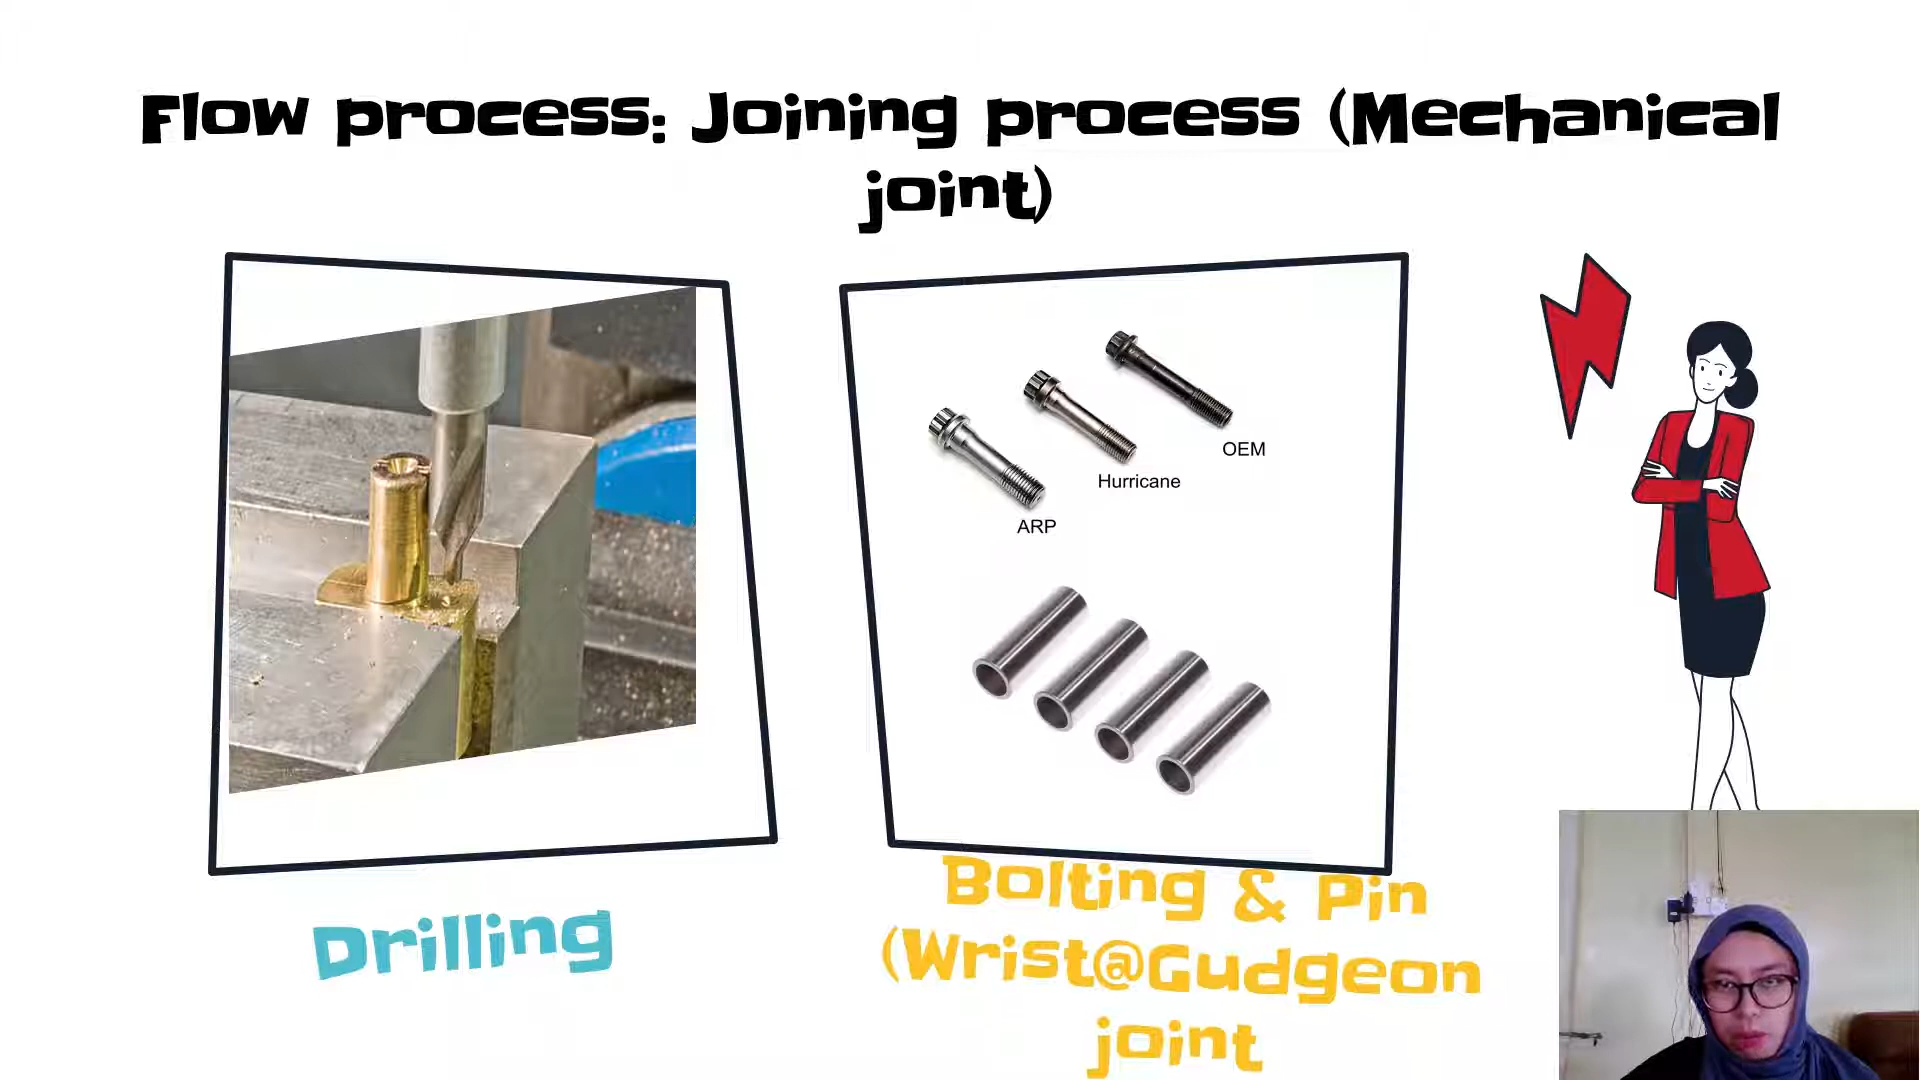 Flow process: Joining process (Mechanical
joint)
OEM
Hurricane
ARP
Drilling
Bolting & Pin
(Wrist@Gudgeon
joint